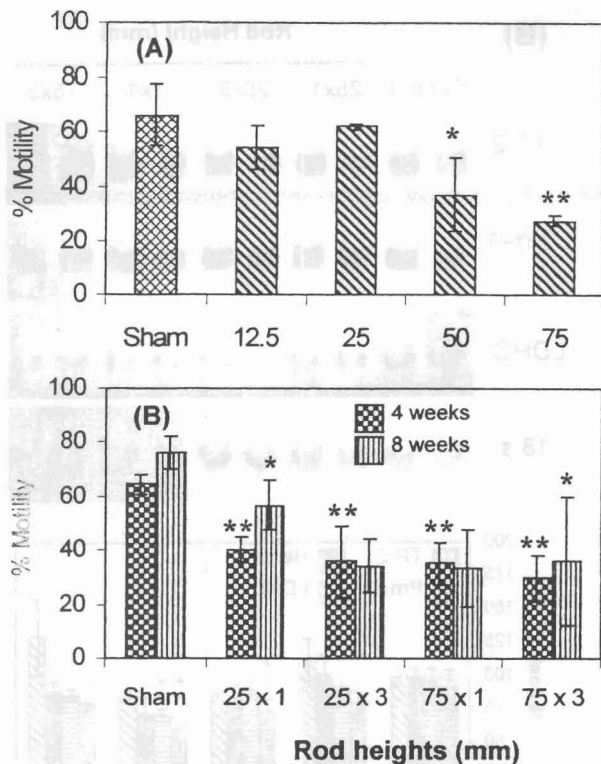 100
80
60
40
20
0
% Motility
(A)
*
**
Sham 12.5 25 50 75
100
80
60
40
20
0
% Motility
(B)
4 weeks
8 weeks
** * ** ** ** *
Sham 25 x 1 25 x 3 75 x 1 75 x 3
Rod heights (mm)